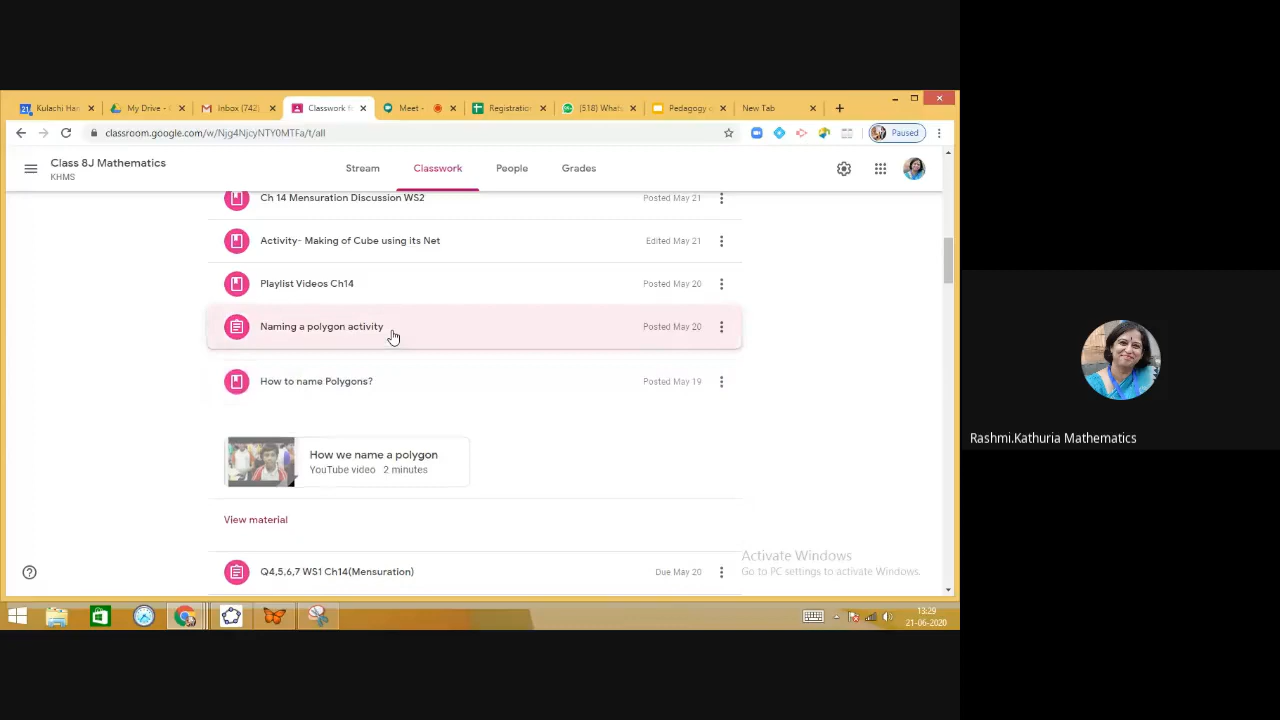 Kulachi Han
My Drive -
Inbox (742)
Classwork f
Meet -
Registratio
(518) Whats
Pedagogy o
New Tab
classroom.google.com/w/Njg4NjcyNTY0MTFa/t/all
Paused
Class 8J Mathematics
KHMS
Stream
Classwork
People
Grades
Ch 14 Mensuration Discussion WS2
Posted May 21
Activity- Making of Cube using its Net
Edited May 21
Playlist Videos Ch14
Posted May 20
Naming a polygon activity
Posted May 20
How to name Polygons?
Posted May 19
How we name a polygon
YouTube video 2 minutes
View material
Q4,5,6,7 WS1 Ch14(Mensuration)
Due May 20
Activate Windows
Go to PC settings to activate Windows.
13:29
21-06-2020
Rashmi.Kathuria Mathematics